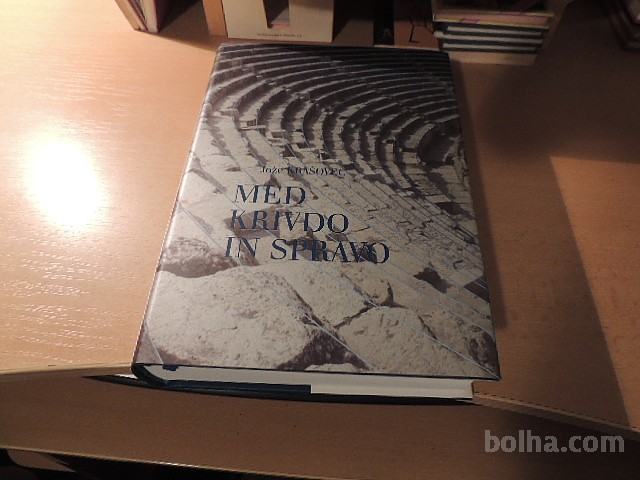 Jože KRAŠOVEC
MED
KRIVDO
IN SPRAVO
bolha.com